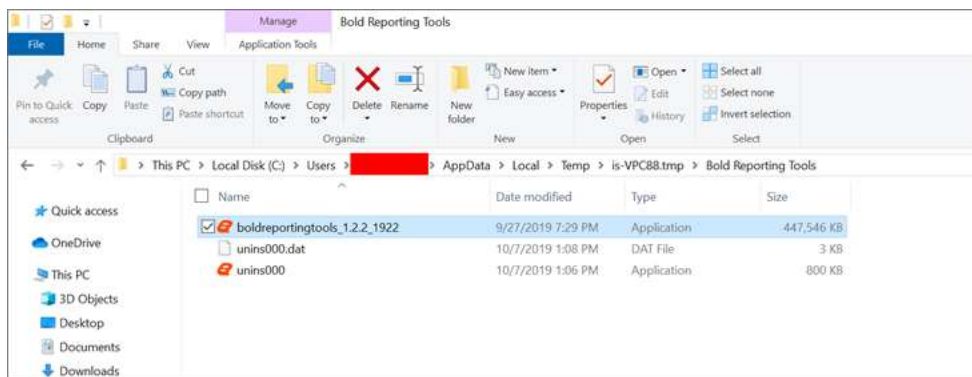 Manage
Bold Reporting Tools
File
Home
Share
View
Application Tools
Pin to Quick access
Copy
Paste
Cut
Copy path
Paste shortcut
Clipboard
Move to
Copy to
Delete
Rename
Organize
New folder
New item
Easy access
New
Properties
Open
Edit
History
Open
Select all
Select none
Invert selection
Select
This PC > Local Disk (C:) > Users > > AppData > Local > Temp > is-VPC88.tmp > Bold Reporting Tools
Name Date modified Type Size
Quick access
OneDrive
This PC
3D Objects
Desktop
Documents
Downloads
boldreportingtools_1.2.2_1922 9/27/2019 7:29 PM Application 447,546 KB
unins000.dat 10/7/2019 1:08 PM DAT File 3 KB
unins000 10/7/2019 1:06 PM Application 800 KB